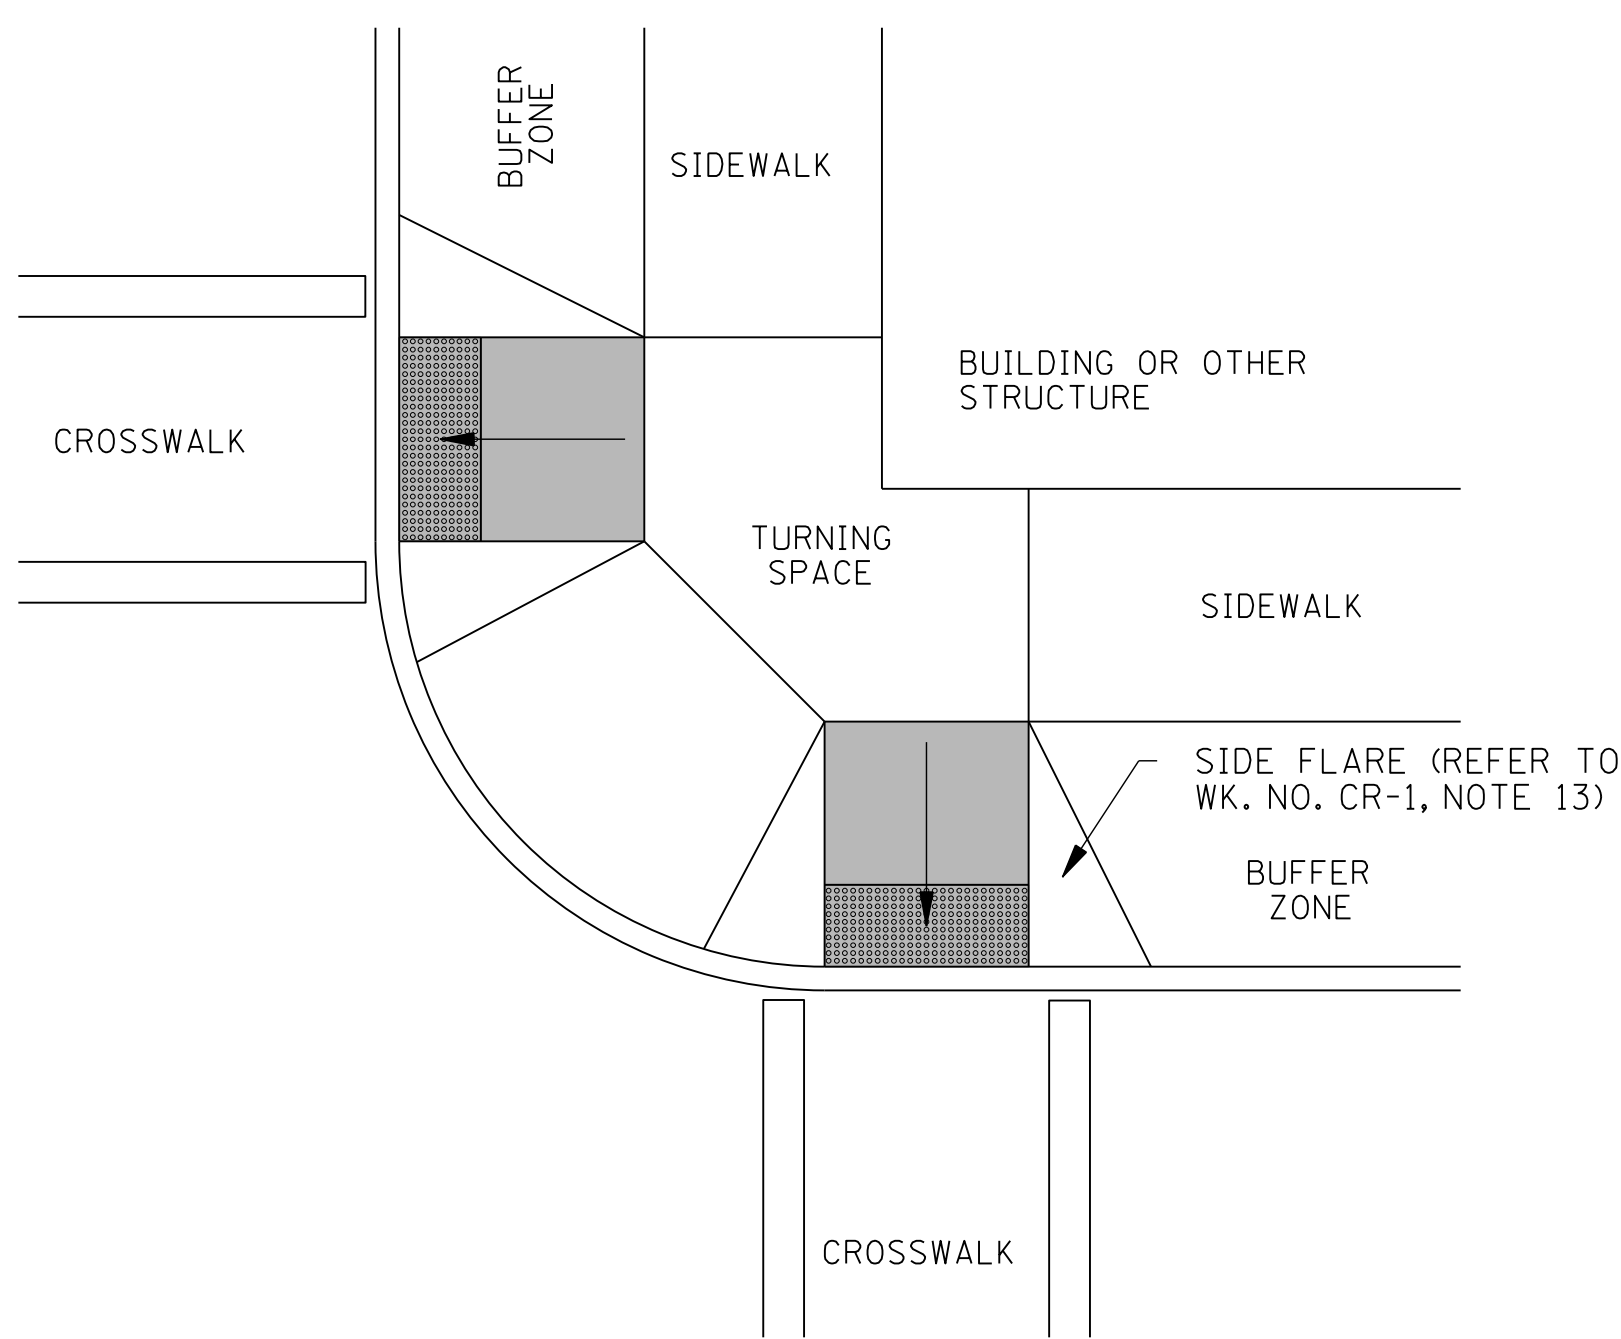 BUFFER
ZONE
SIDEWALK
BUILDING OR OTHER
STRUCTURE
CROSSWALK
TURNING
SPACE
SIDEWALK
SIDE FLARE (REFER TO
WK. NO. CR-1, NOTE 13)
BUFFER
ZONE
CROSSWALK